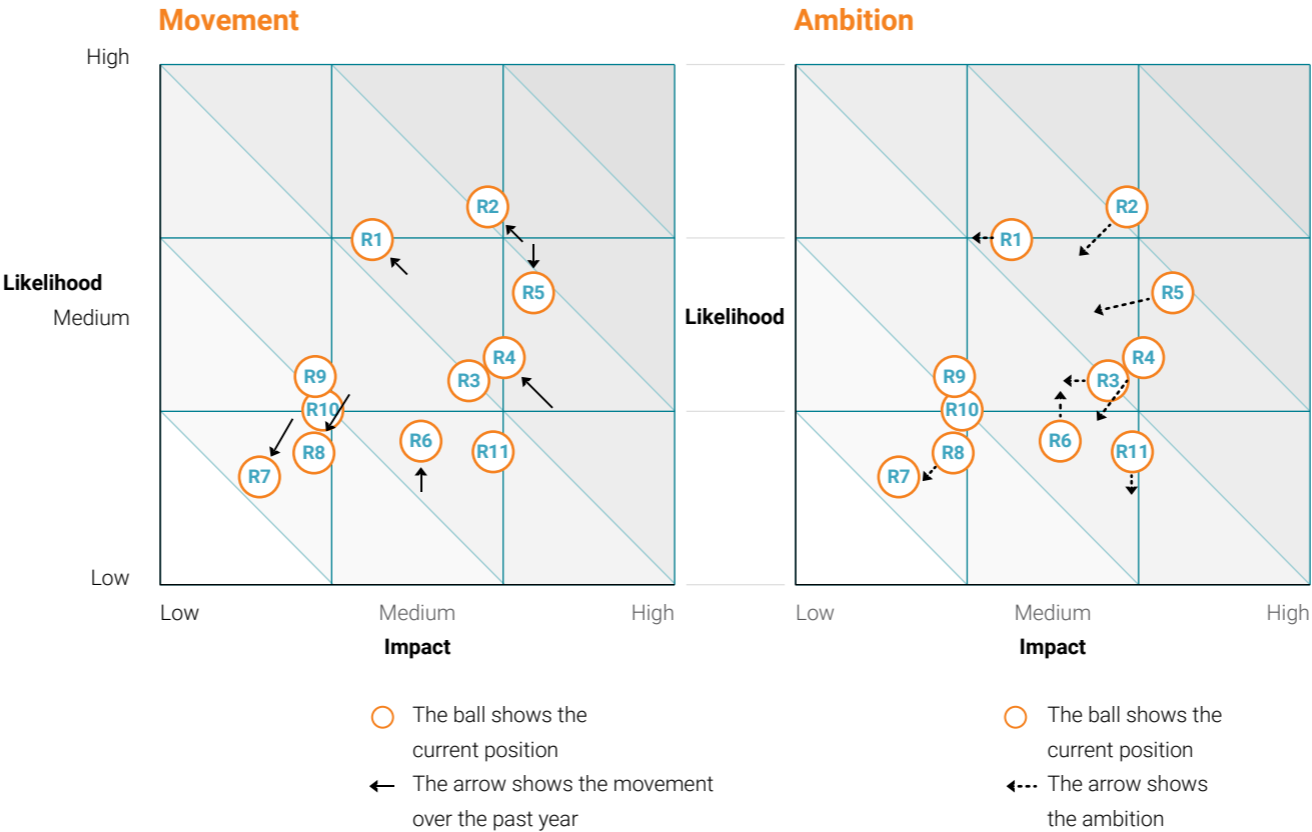 Movement
High
Likelihood
Medium
Low
R1
R2
R5
R4
R3
R9
R10
R6
R11
R8
R7
Low
Medium
High
Impact
The ball shows the
current position
The arrow shows the movement
over the past year
Ambition
Likelihood
R2
R1
R5
R4
R3
R9
R10
R6
R11
R8
R7
Low
Medium
High
Impact
The ball shows the
current position
The arrow shows
the ambition